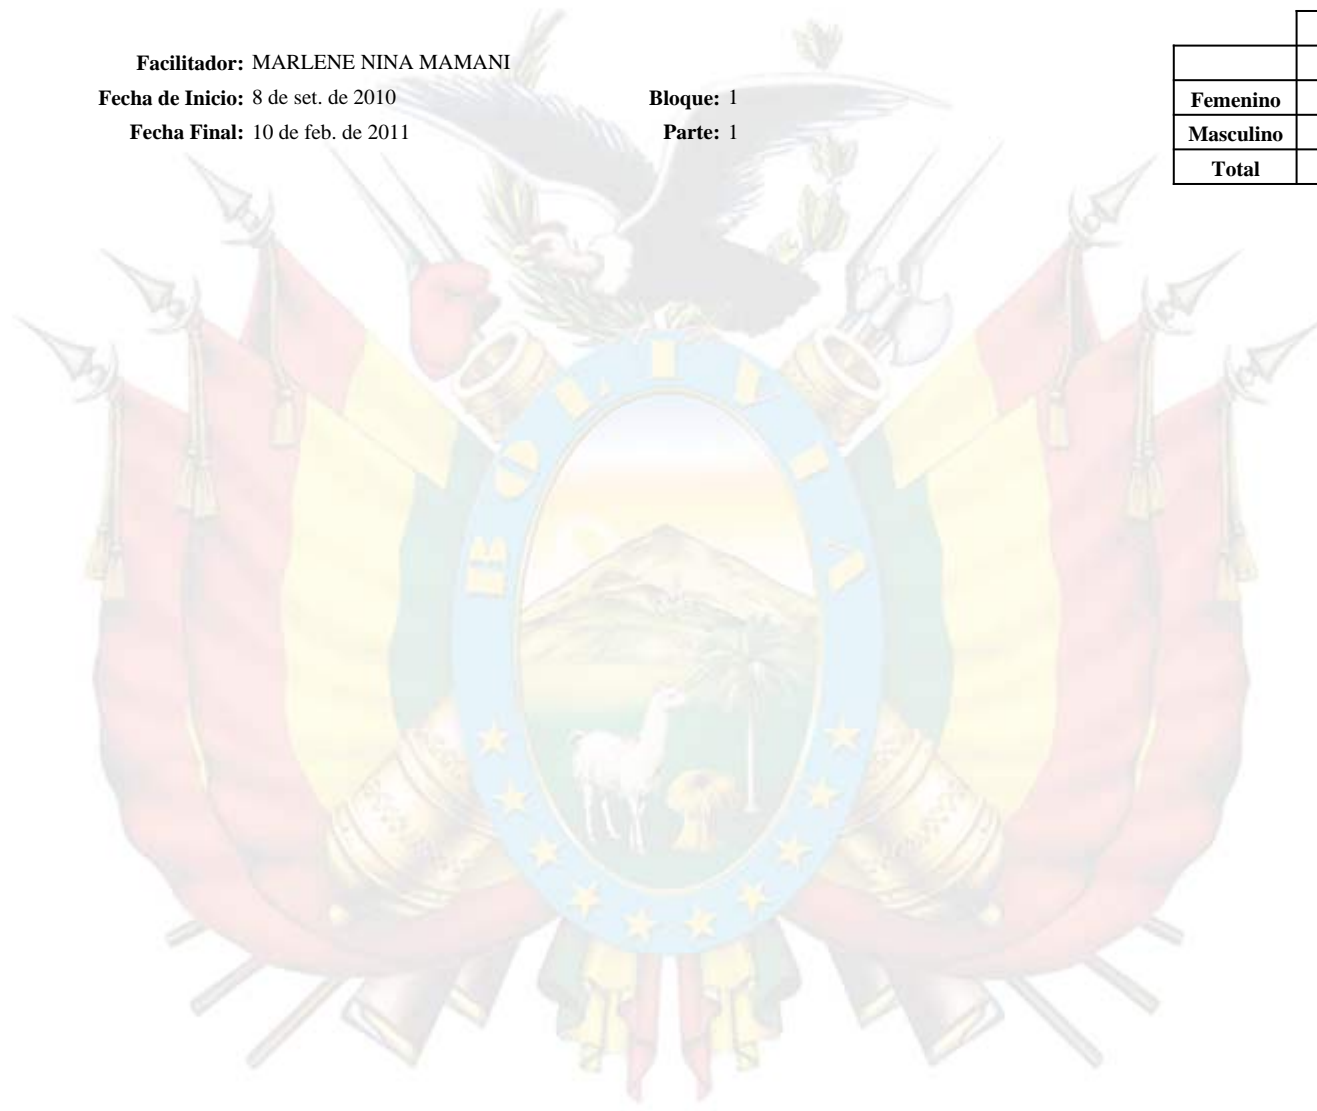 Facilitador: MARLENE NINA MAMANI
Fecha de Inicio: 8 de set. de 2010 Bloque: 1
Fecha Final: 10 de feb. de 2011 Parte: 1
Femenino
Masculino
Total
BOLIVIA